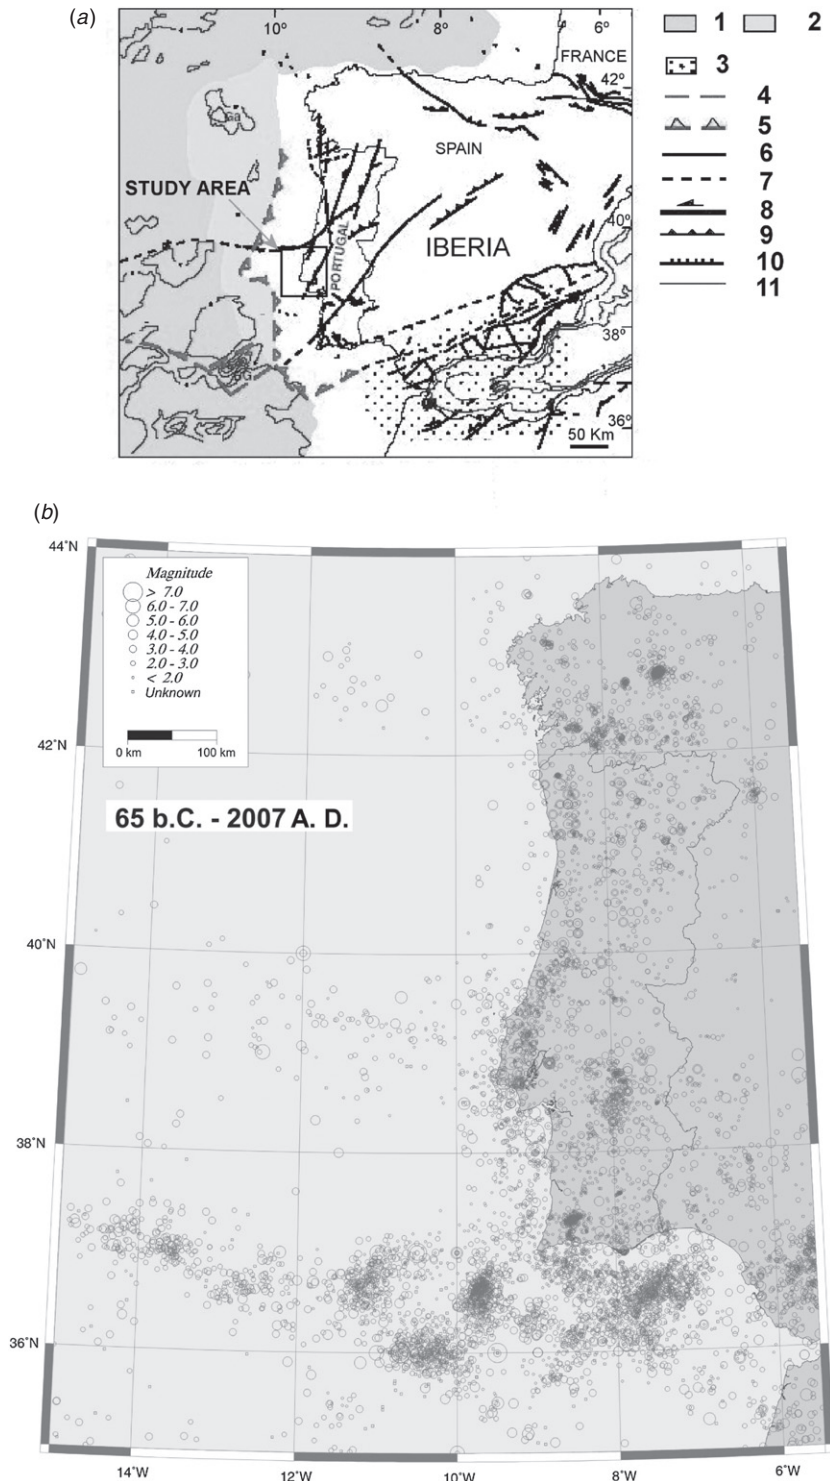 (a)
10° 8° 6°
1 2
3
4
5
6
7
8
9
10
11
FRANCE
42°
Ga
SPAIN
STUDY AREA
40°
PORTUGAL
IBERIA
38°
GG
36°
50 Km
(b)
44°N
Magnitude
> 7.0
6.0 - 7.0
5.0 - 6.0
4.0 - 5.0
3.0 - 4.0
2.0 - 3.0
< 2.0
Unknown
0 km 100 km
42°N
65 b.C. - 2007 A. D.
40°N
38°N
36°N
14°W 12°W 10°W 8°W 6°W